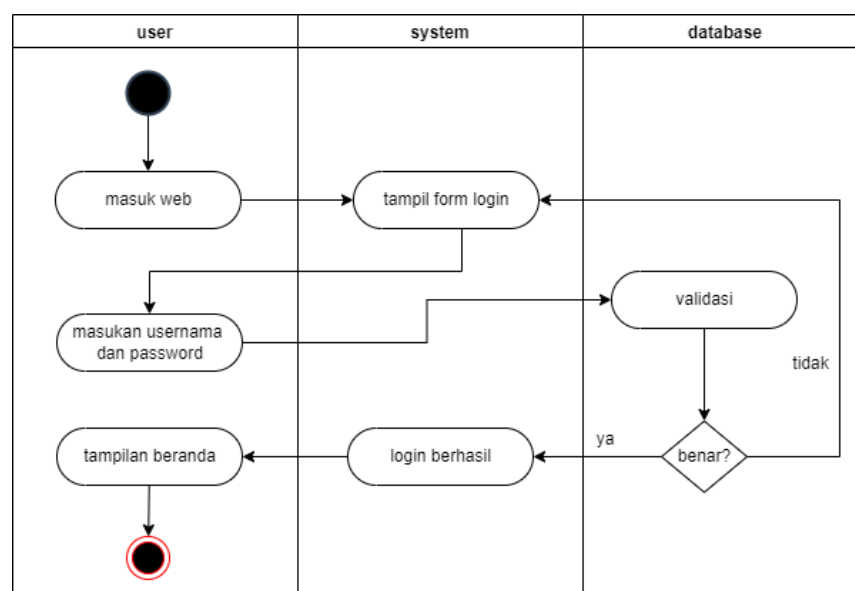 user
system
database
masuk web
tampil form login
validasi
masukan usernama
dan password
tidak
tampilan beranda
login berhasil
ya
benar?